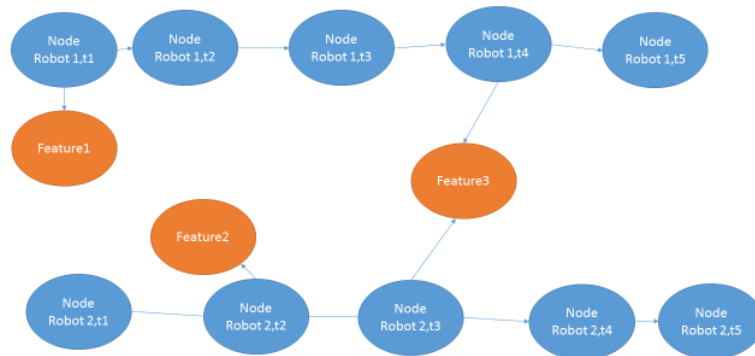 Node
Robot 1,t1
Node
Robot 1,t2
Node
Robot 1,t3
Node
Robot 1,t4
Node
Robot 1,t5
Feature1
Feature3
Feature2
Node
Robot 2,t1
Node
Robot 2,t2
Node
Robot 2,t3
Node
Robot 2,t4
Node
Robot 2,t5